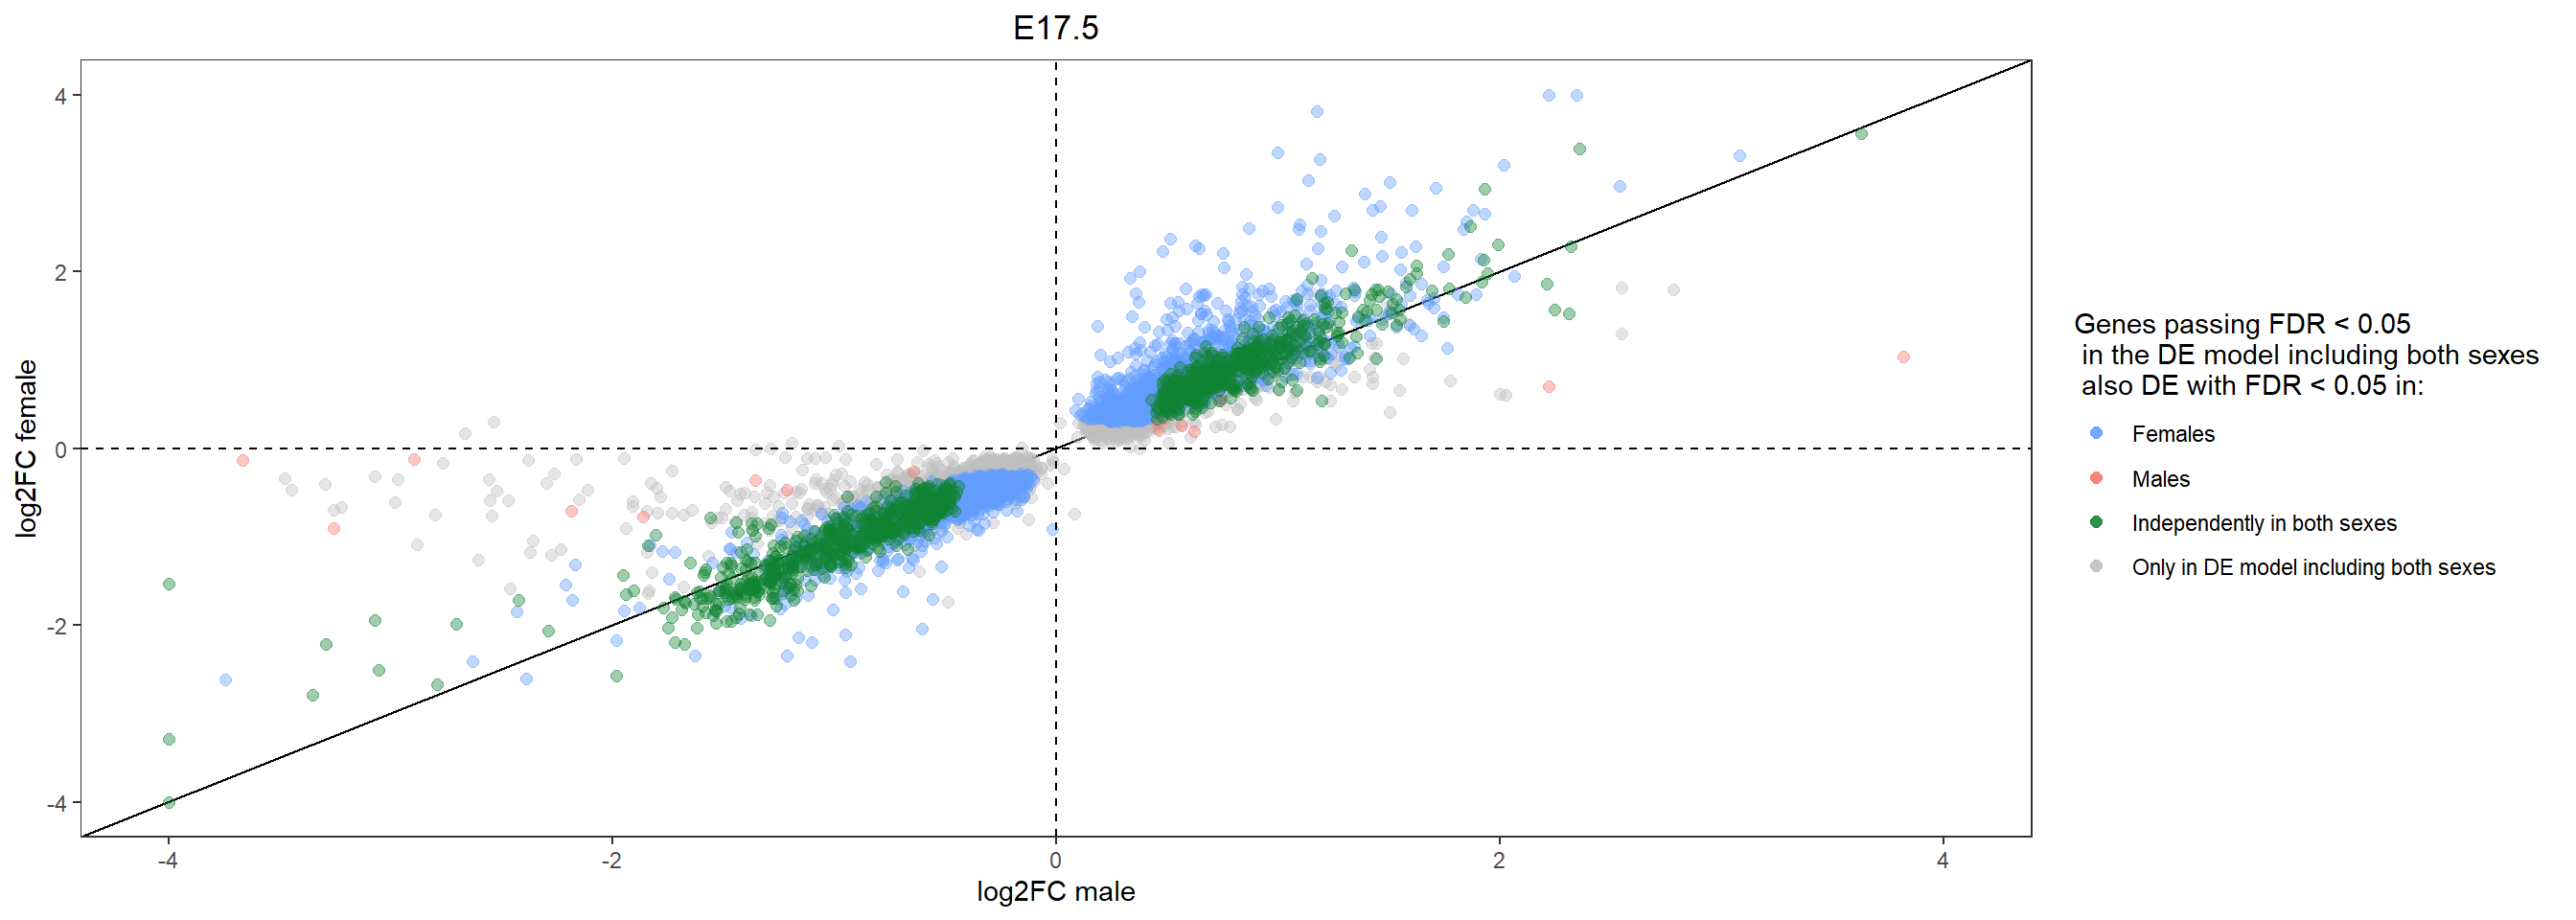 E17.5
4
2
0
-2
-4
log2FC female
-4
-2
0
2
4
log2FC male
Genes passing FDR < 0.05
in the DE model including both sexes
also DE with FDR < 0.05 in:
Females
Males
Independently in both sexes
Only in DE model including both sexes